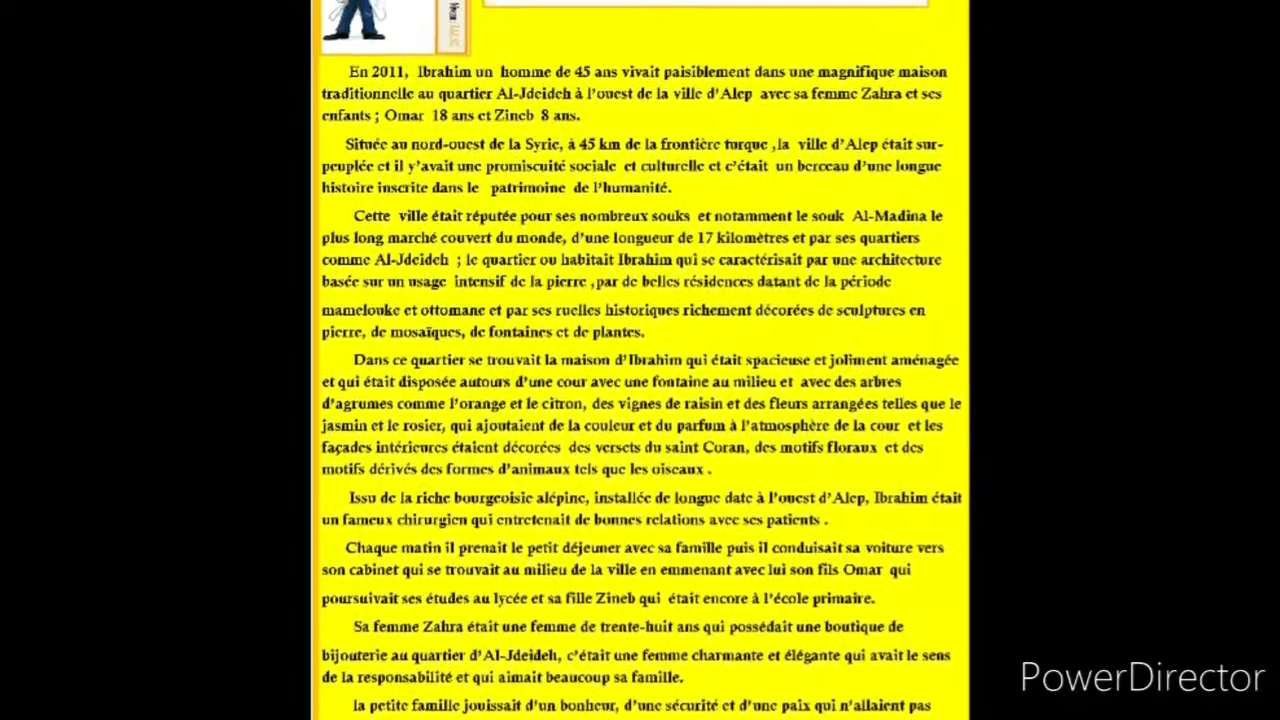 En 2011, Ibrahim un homme de 45 ans vivait paisiblement dans une magnifique maison
traditionnelle au quartier Al-Jdeideh à l'ouest de la ville d'Alep avec sa femme Zahra et ses
enfants ; Omar 18 ans et Zineb 8 ans.
Située au nord-ouest de la Syrie, à 45 km de la frontière turque ,la ville d'Alep était sur-
peuplée et il y'avait une promiscuité sociale et culturelle et c'était un berceau d'une longue
histoire inscrite dans le patrimoine de l'humanité.
Cette ville était réputée pour ses nombreux souks et notamment le souk Al-Madina le
plus long marché couvert du monde, d'une longueur de 17 kilomètres et par ses quartiers
comme Al-Jdeideh ; le quartier ou habitait Ibrahim qui se caractérisait par une architecture
basée sur un usage intensif de la pierre ,par de belles résidences datant de la période
mamelouke et ottomane et par ses ruelles historiques richement décorées de sculptures en
pierre, de mosaïques, de fontaines et de plantes.
Dans ce quartier se trouvait la maison d'Ibrahim qui était spacieuse et joliment aménagée
et qui était disposée autours d'une cour avec une fontaine au milieu et avec des arbres
d'agrumes comme l'orange et le citron, des vignes de raisin et des fleurs arrangées telles que le
jasmin et le rosier, qui ajoutaient de la couleur et du parfum à l'atmosphère de la cour et les
façades intérieures étaient décorées des versets du saint Coran, des motifs floraux et des
motifs dérivés des formes d'animaux tels que les oiseaux .
Issu de la riche bourgeoisie alépine, installée de longue date à l'ouest d'Alep, Ibrahim était
un fameux chirurgien qui entretenait de bonnes relations avec ses patients .
Chaque matin il prenait le petit déjeuner avec sa famille puis il conduisait sa voiture vers
son cabinet qui se trouvait au milieu de la ville en emmenant avec lui son fils Omar qui
poursuivait ses études au lycée et sa fille Zineb qui était encore à l'école primaire.
Sa femme Zahra était une femme de trente-huit ans qui possédait une boutique de
bijouterie au quartier d'Al-Jdeideh, c'était une femme charmante et élégante qui avait le sens
de la responsabilité et qui aimait beaucoup sa famille.
la petite famille jouissait d'un bonheur, d'une sécurité et d'une paix qui n'allaient pas
PowerDirector